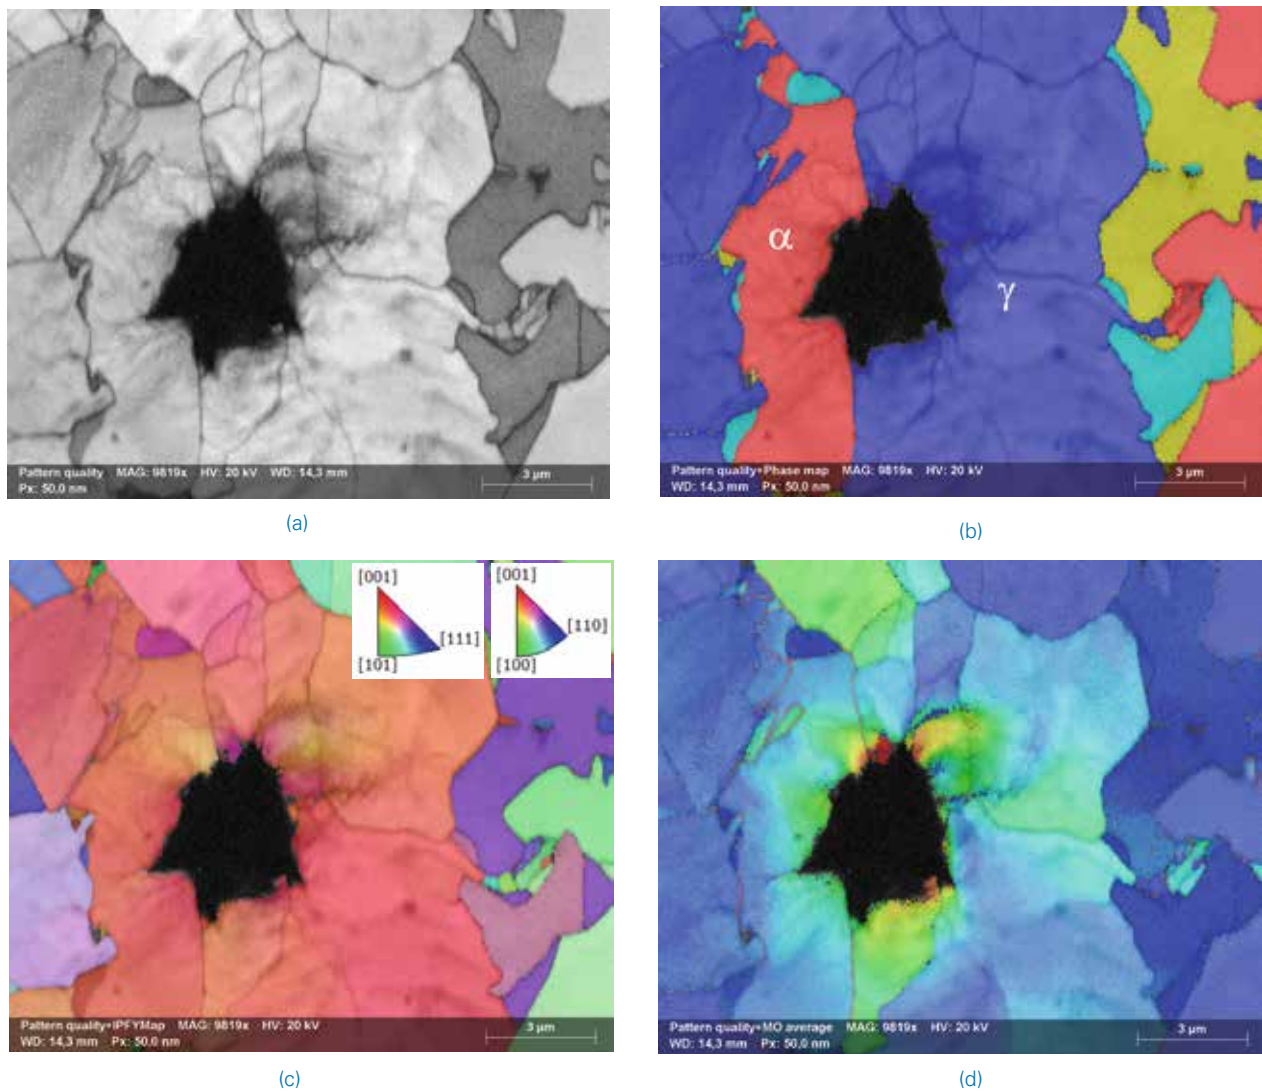 Pattern quality MAG: 9819x HV: 20 kV WD: 14,3 mm
Px: 50,0 nm
3 µm
(a)
α
γ
Pattern quality+Phase map MAG: 9819x HV: 20 kV
WD: 14,3 mm Px: 50,0 nm
3 µm
(b)
[001]
[111]
[101]
[001]
[110]
[100]
Pattern quality+IPFYMap MAG: 9819x HV: 20 kV
WD: 14,3 mm Px: 50,0 nm
3 µm
(c)
Pattern quality+MO average MAG: 9819x HV: 20 kV
WD: 14,3 mm Px: 50,0 nm
3 µm
(d)